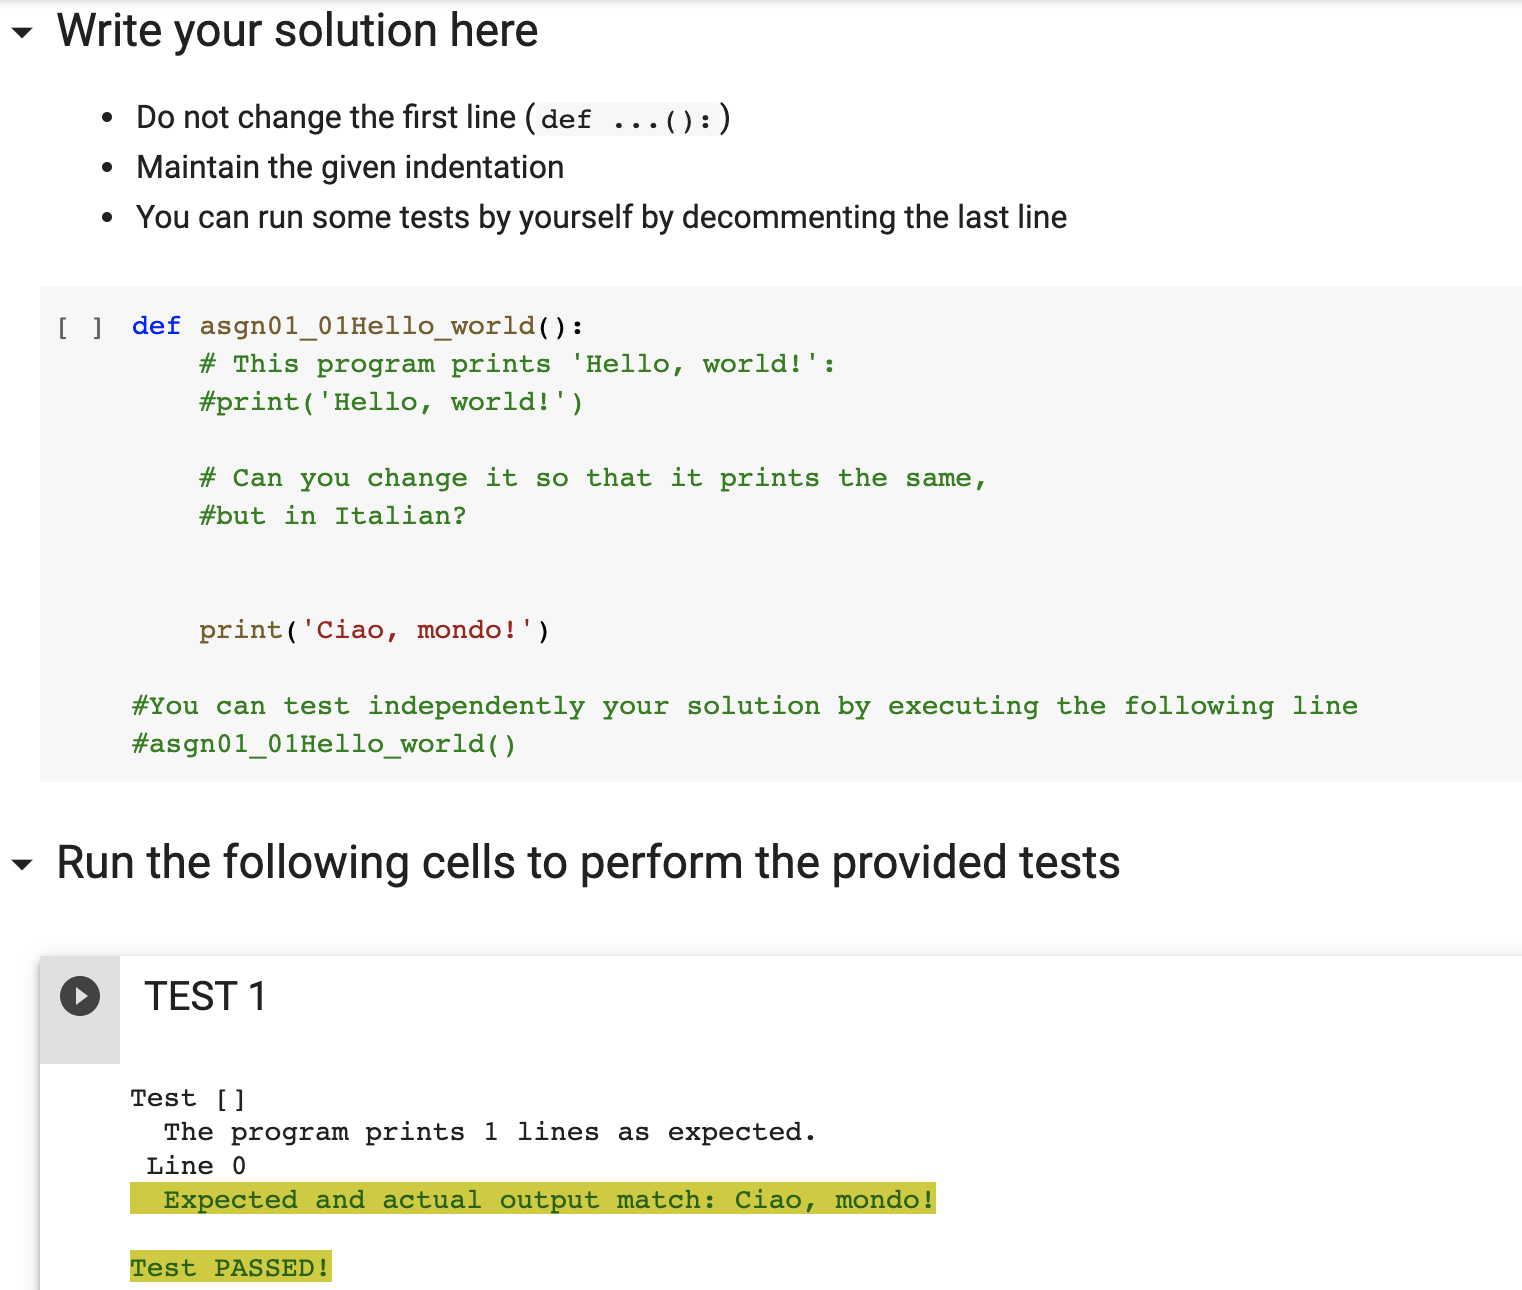 Write your solution here
• Do not change the first line (def ...():)
• Maintain the given indentation
• You can run some tests by yourself by decommenting the last line
[ ] def asgn01_01Hello_world():
# This program prints 'Hello, world!':
#print('Hello, world!')
# Can you change it so that it prints the same,
#but in Italian?
print('Ciao, mondo!')
#You can test independently your solution by executing the following line
#asgn01_01Hello_world()
Run the following cells to perform the provided tests
TEST 1
Test []
The program prints 1 lines as expected.
Line 0
Expected and actual output match: Ciao, mondo!
Test PASSED!